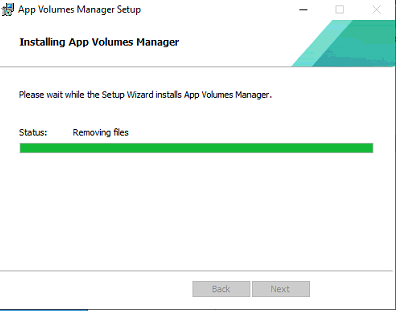 App Volumes Manager Setup
Installing App Volumes Manager
Please wait while the Setup Wizard installs App Volumes Manager.
Status: Removing files
Back Next